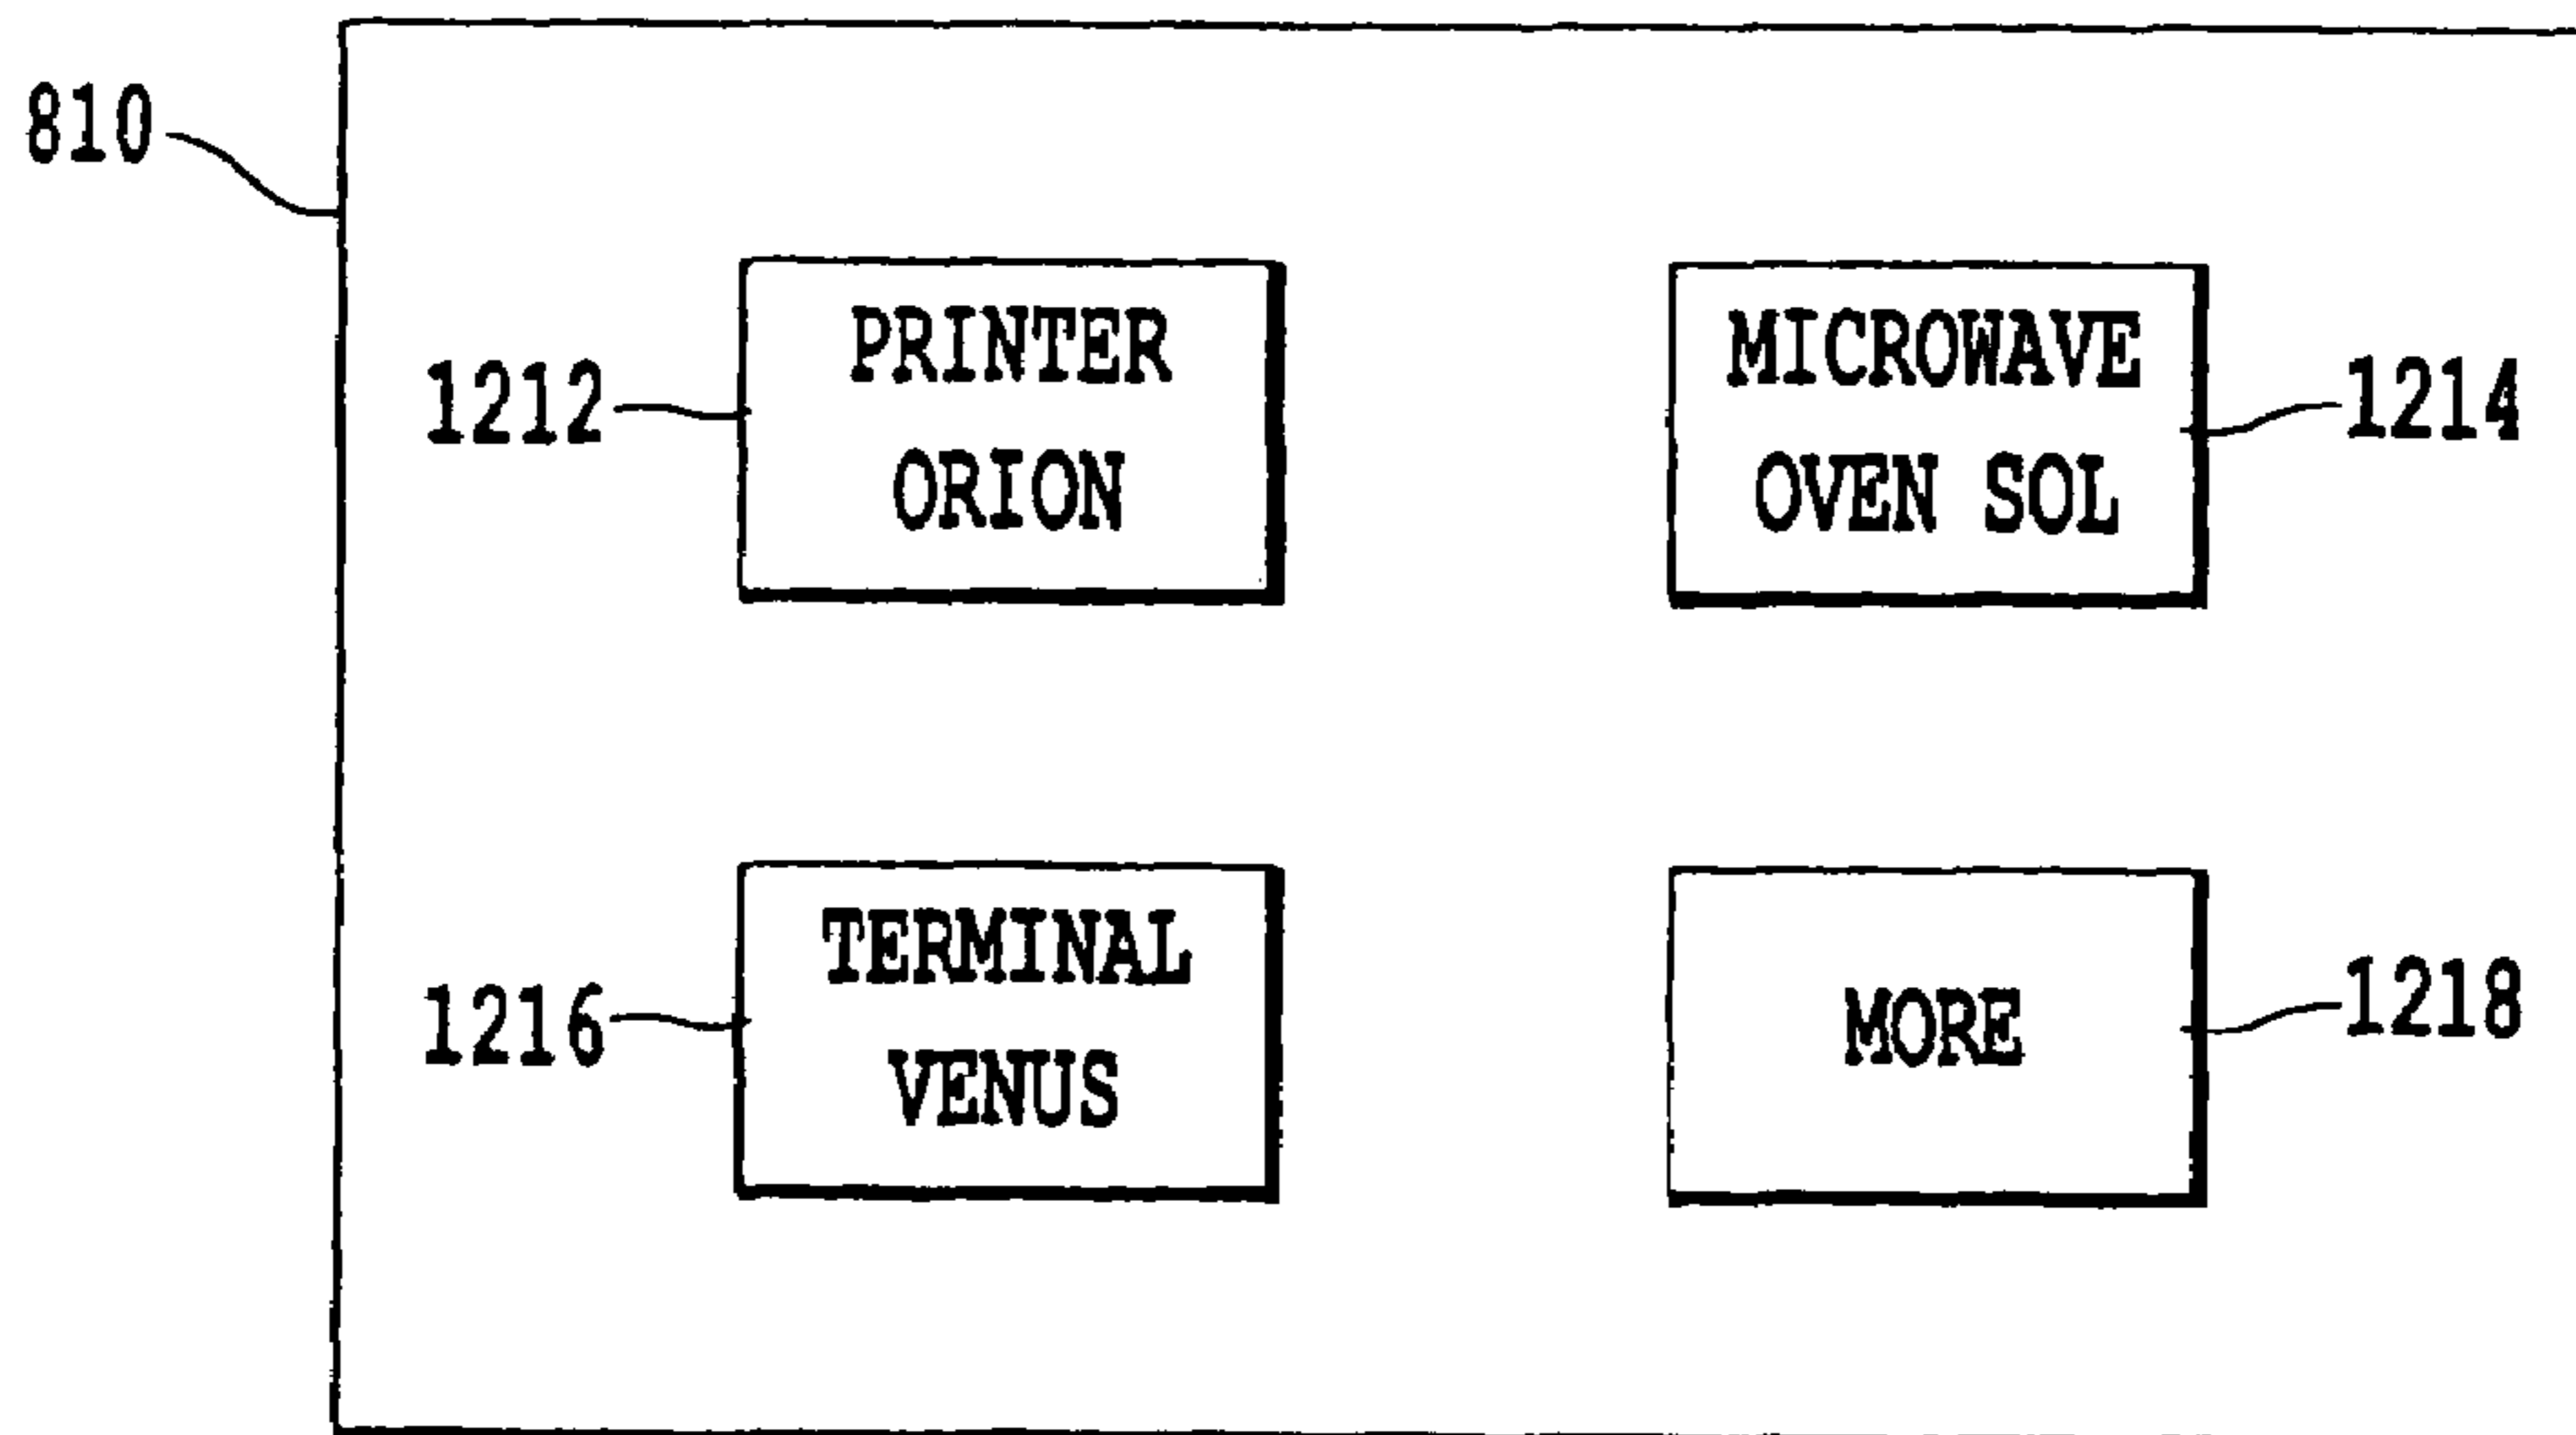 810
1212
PRINTER
ORION
MICROWAVE
OVEN SOL
1214
1216
TERMINAL
VENUS
MORE
1218